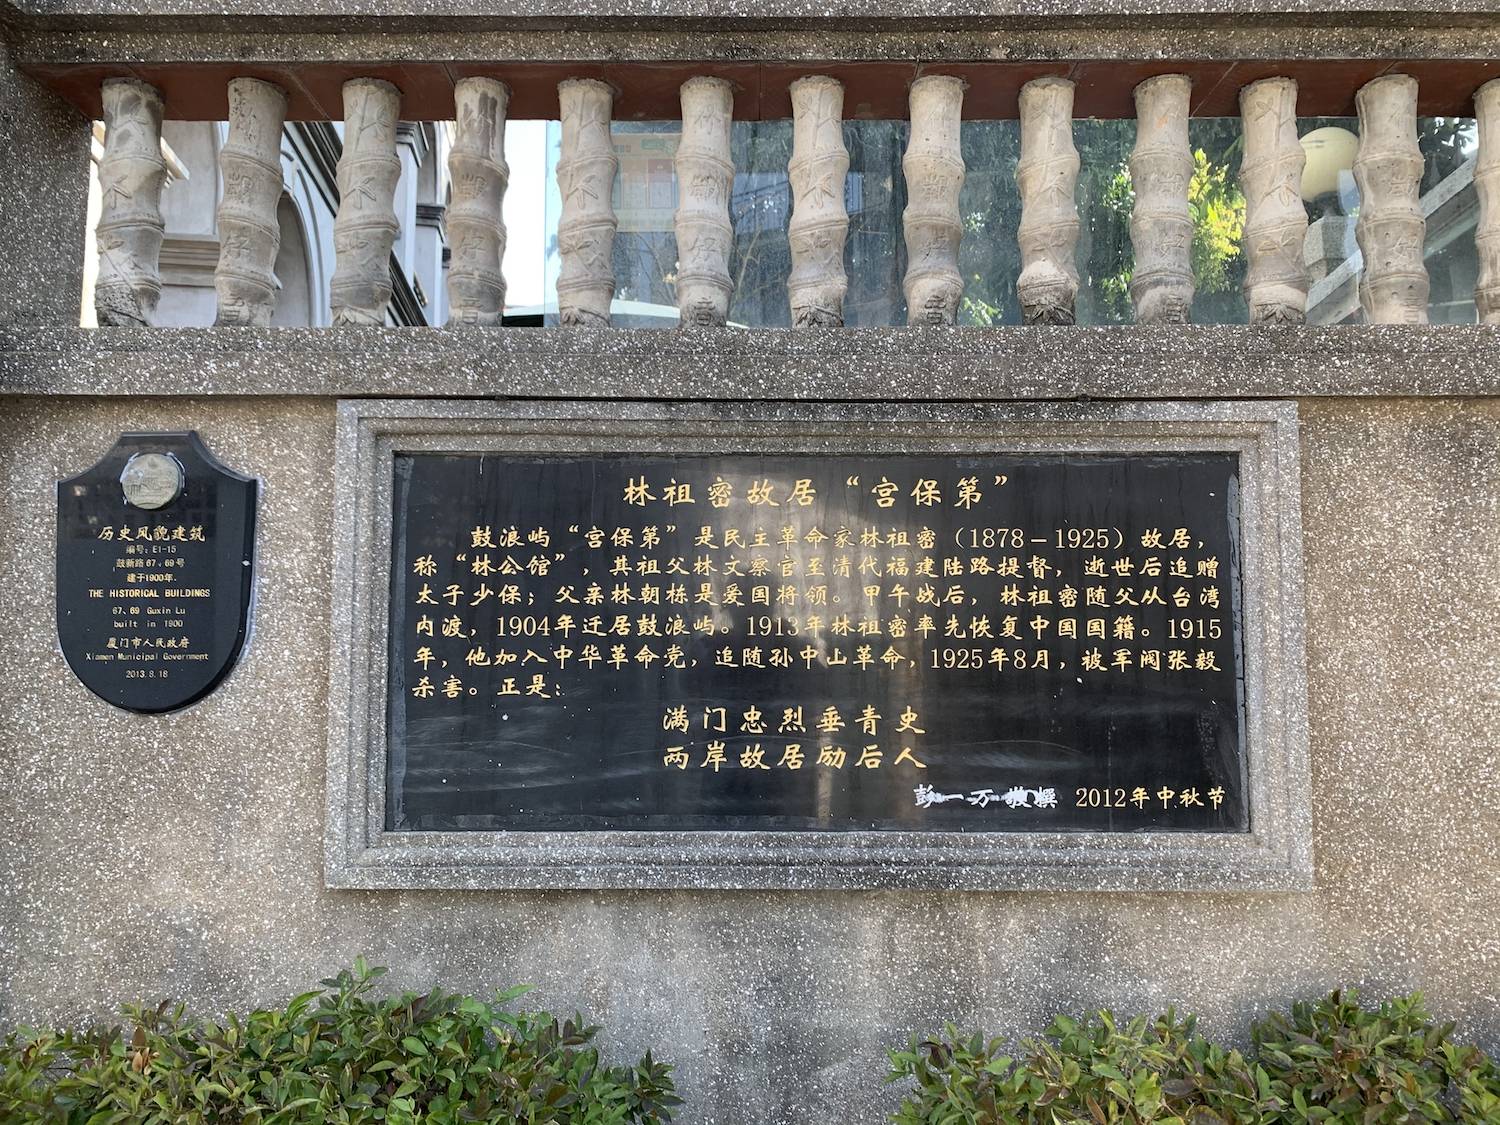 历史风貌建筑
编号：E1-15
鼓新路67、69号
建于1900年.
THE HISTORICAL BUILDINGS
67、69 Guxin Lu
built in 1900
厦门市人民政府
Xiamen Municipal Government
2013.8.18
林祖密故居“宫保第”
鼓浪屿“宫保第”是民主革命家林祖密（1878－1925）故居，
称“林公馆”，其祖父林文察官至清代福建陆路提督，逝世后追赠
太子少保；父亲林朝栋是爱国将领。甲午战后，林祖密随父从台湾
内渡，1904年迁居鼓浪屿。1913年林祖密率先恢复中国国籍。1915
年，他加入中华革命党，追随孙中山革命，1925年8月，被军阀张毅
杀害。正是：
满门忠烈垂青史
两岸故居励后人
彭一万 敬撰 2012年中秋节